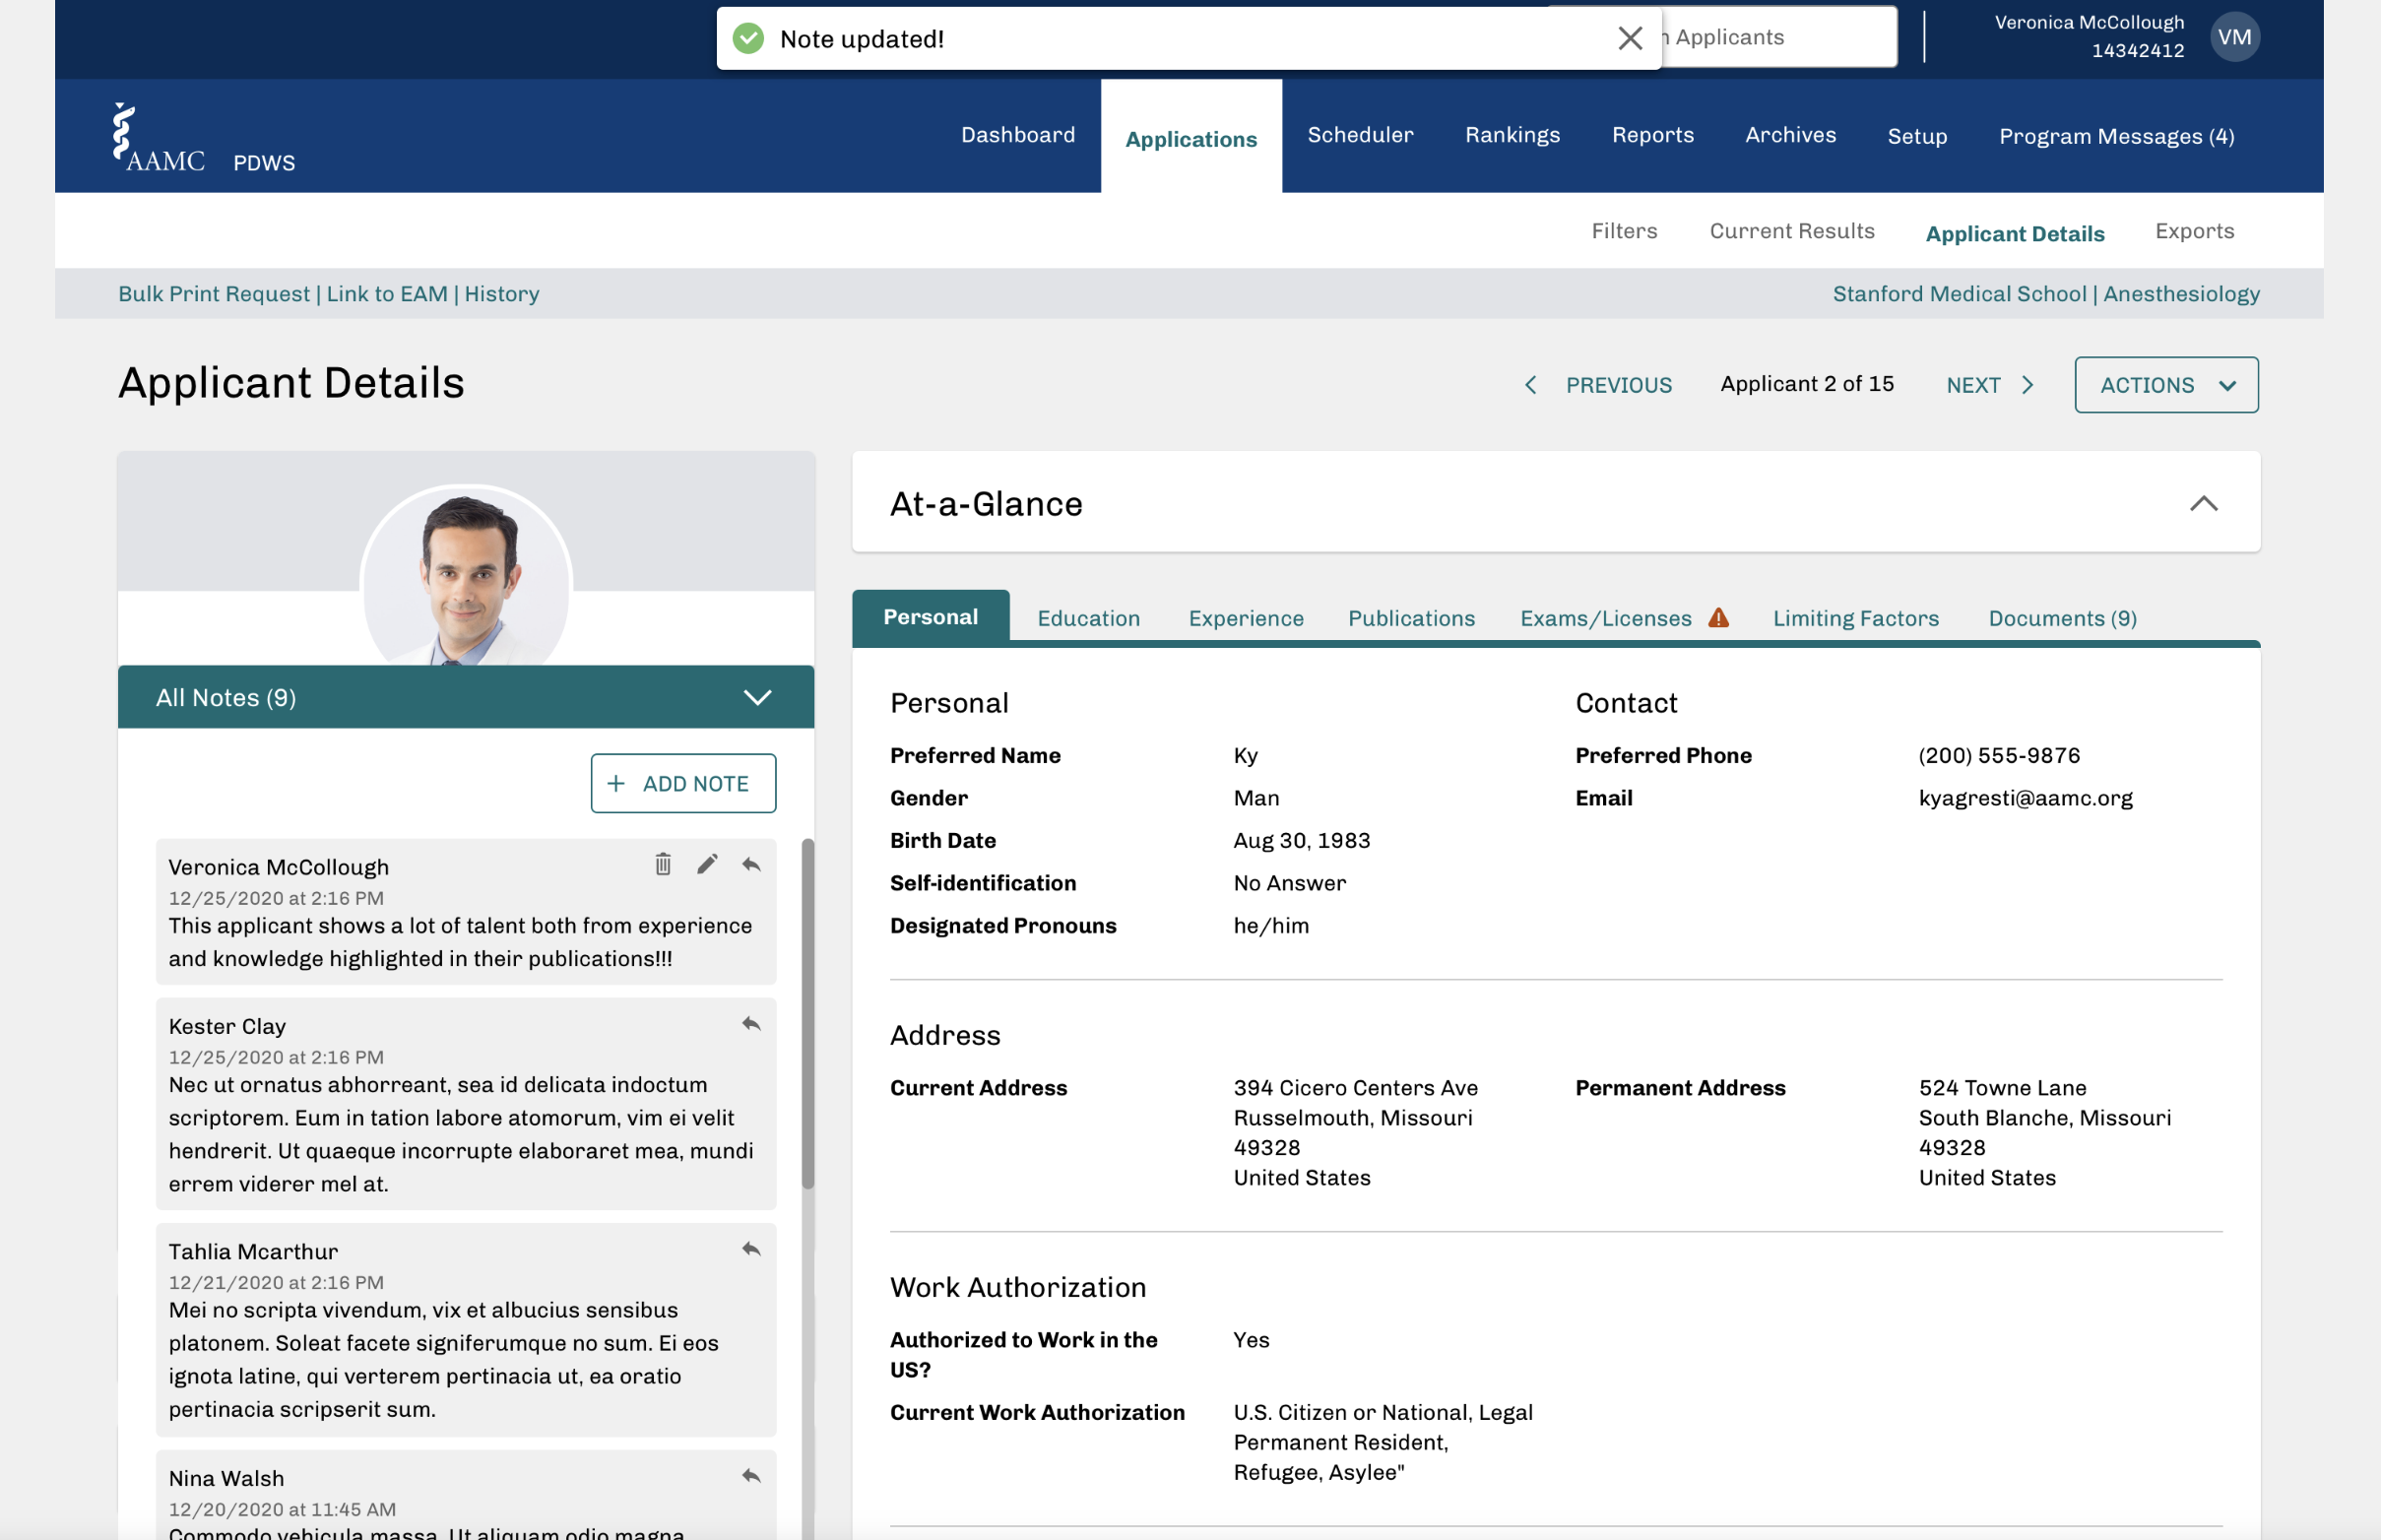 Note updated!
Applicants
Veronica McCollough
14342412
VM
AAMC PDWS
Dashboard
Applications
Scheduler
Rankings
Reports
Archives
Setup
Program Messages (4)
Filters
Current Results
Applicant Details
Exports
Bulk Print Request | Link to EAM | History
Stanford Medical School | Anesthesiology
Applicant Details
PREVIOUS
Applicant 2 of 15
NEXT
ACTIONS
All Notes (9)
+ ADD NOTE
Veronica McCollough
12/25/2020 at 2:16 PM
This applicant shows a lot of talent both from experience
and knowledge highlighted in their publications!!!
Kester Clay
12/25/2020 at 2:16 PM
Nec ut ornatus abhorreant, sea id delicata indoctum
scriptorem. Eum in tation labore atomorum, vim ei velit
hendrerit. Ut quaeque incorrupte elaboraret mea, mundi
errem viderer mel at.
Tahlia Mcarthur
12/21/2020 at 2:16 PM
Mei no scripta vivendum, vix et albucius sensibus
platonem. Soleat facete signiferumque no sum. Ei eos
ignota latine, qui verterem pertinacia ut, ea oratio
pertinacia scripserit sum.
Nina Walsh
12/20/2020 at 11:45 AM
Commodo vehicula massa. Ut aliquam odio magna
At-a-Glance
Personal
Education
Experience
Publications
Exams/Licenses
Limiting Factors
Documents (9)
Personal
Preferred Name Ky
Gender Man
Birth Date Aug 30, 1983
Self-identification No Answer
Designated Pronouns he/him
Contact
Preferred Phone (200) 555-9876
Email kyagresti@aamc.org
Address
Current Address 394 Cicero Centers Ave
Russelmouth, Missouri
49328
United States
Permanent Address 524 Towne Lane
South Blanche, Missouri
49328
United States
Work Authorization
Authorized to Work in the Yes
US?
Current Work Authorization U.S. Citizen or National, Legal
Permanent Resident,
Refugee, Asylee"